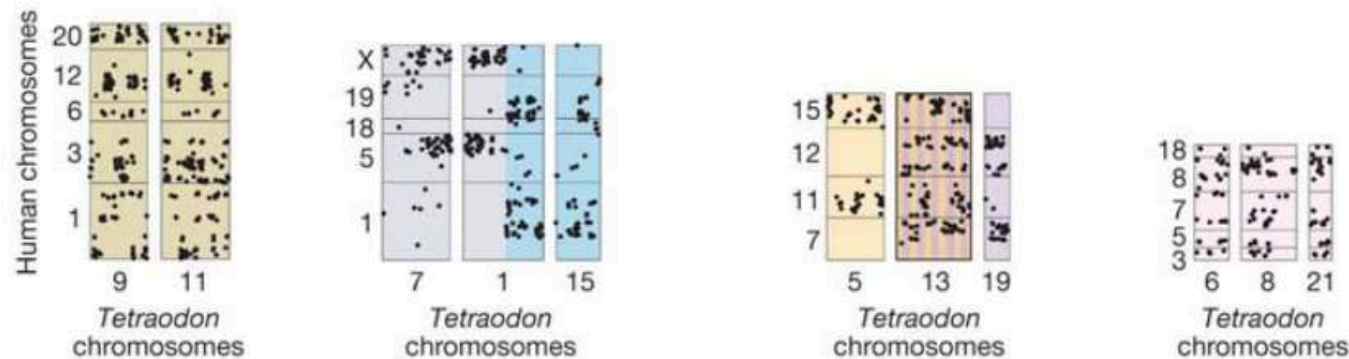 Human chromosomes
20
12
6
3
1
9 11
Tetraodon
chromosomes
X
19
18
5
1
7 1 15
Tetraodon
chromosomes
15
12
11
7
5 13 19
Tetraodon
chromosomes
18
8
7
5
3
6 8 21
Tetraodon
chromosomes